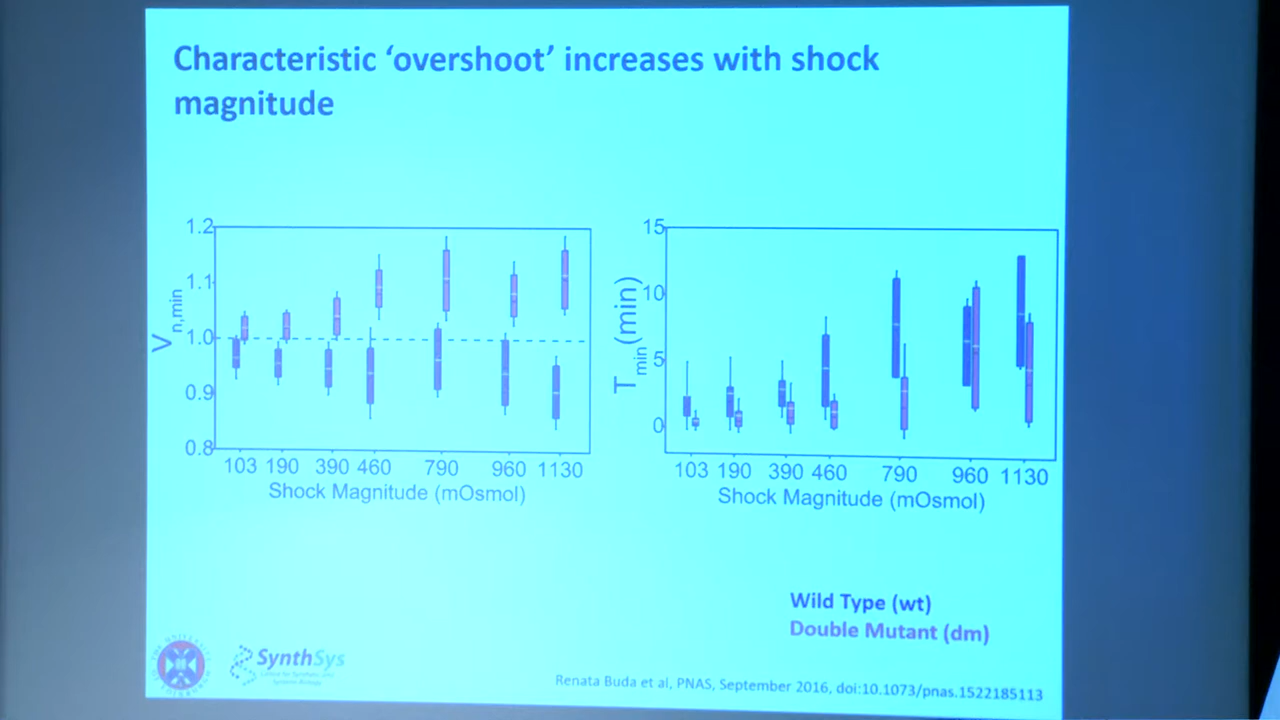 Characteristic ‘overshoot’ increases with shock
magnitude
1.2
1.1
1.0
0.9
0.8
V n,min
103 190 390 460 790 960 1130
Shock Magnitude (mOsmol)
15
10
5
0
T min (min)
103 190 390 460 790 960 1130
Shock Magnitude (mOsmol)
Wild Type (wt)
Double Mutant (dm)
SynthSys
Renata Buda et al, PNAS, September 2016, doi:10.1073/pnas.1522185113